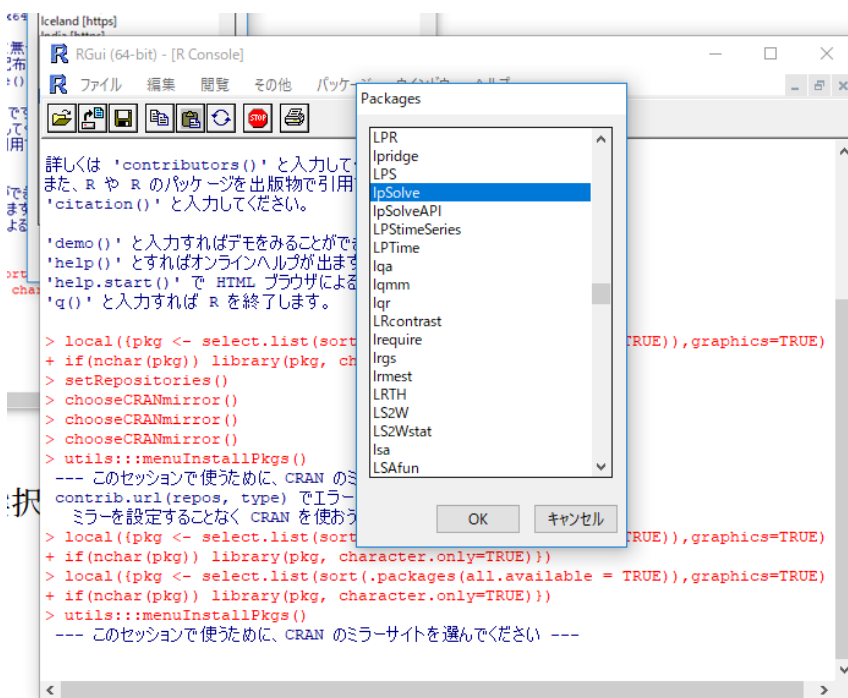 Iceland [https]
RGui (64-bit) - [R Console]
ファイル 編集 閲覧 その他
Packages
LPR
lpridge
LPS
lpSolve
lpSolveAPI
LPStimeSeries
LPTime
lqa
lqmm
lqr
LRcontrast
lrequire
lrgs
lrmest
LRTH
LS2W
LS2Wstat
lsa
LSAfun
OK キャンセル
詳しくは 'contributors()' と入力して
また、R や R のパッケージを出版物で引用
'citation()' と入力してください。
'demo()' と入力すればデモをみることができ
'help()' とすればオンラインヘルプが出ます
'help.start()' で HTML ブラウザによる
'q()' と入力すれば R を終了します。
> local({pkg <- select.list(sort TRUE)),graphics=TRUE)
+ if(nchar(pkg)) library(pkg, ch
> setRepositories()
> chooseCRANmirror()
> chooseCRANmirror()
> chooseCRANmirror()
> utils:::menuInstallPkgs()
--- このセッションで使うために、CRAN のミ
contrib.url(repos, type) でエラー
ミラーを設定することなく CRAN を使おう
> local({pkg <- select.list(sort TRUE)),graphics=TRUE)
+ if(nchar(pkg)) library(pkg, character.only=TRUE)})
> local({pkg <- select.list(sort(.packages(all.available = TRUE)),graphics=TRUE)
+ if(nchar(pkg)) library(pkg, character.only=TRUE)})
> utils:::menuInstallPkgs()
--- このセッションで使うために、CRAN のミラーサイトを選んでください ---
択